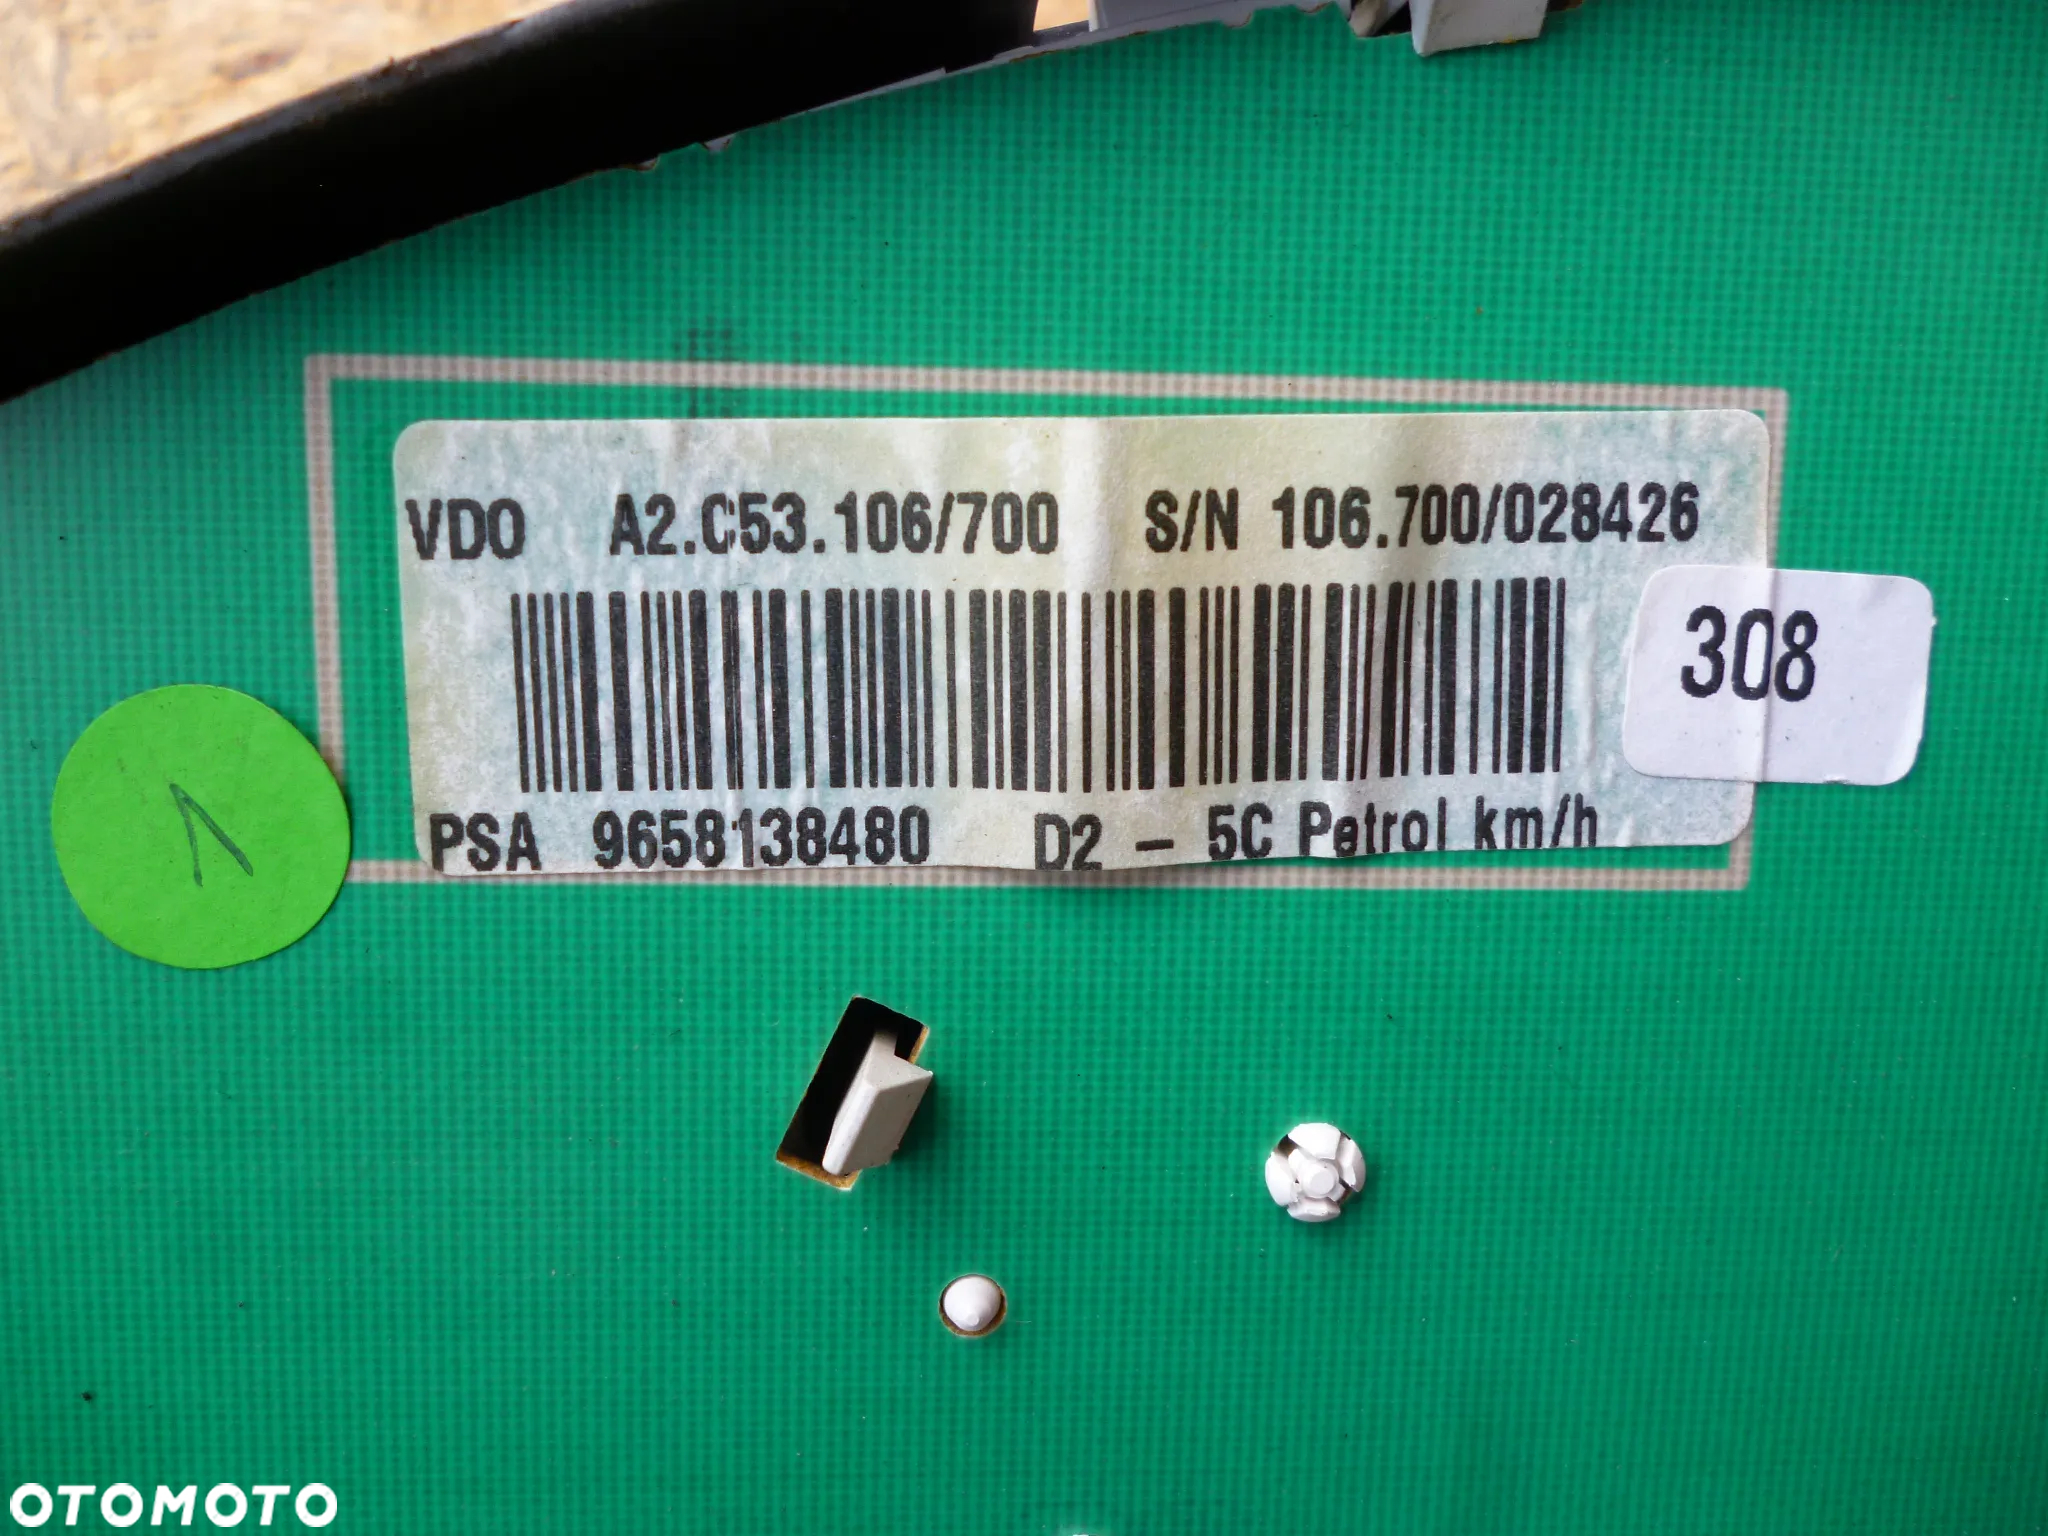 VDO A2.C53.106/700 S/N 106.700/028426
308
PSA 9658138480 D2 - 5C Petrol km/h
1
OTOMOTO